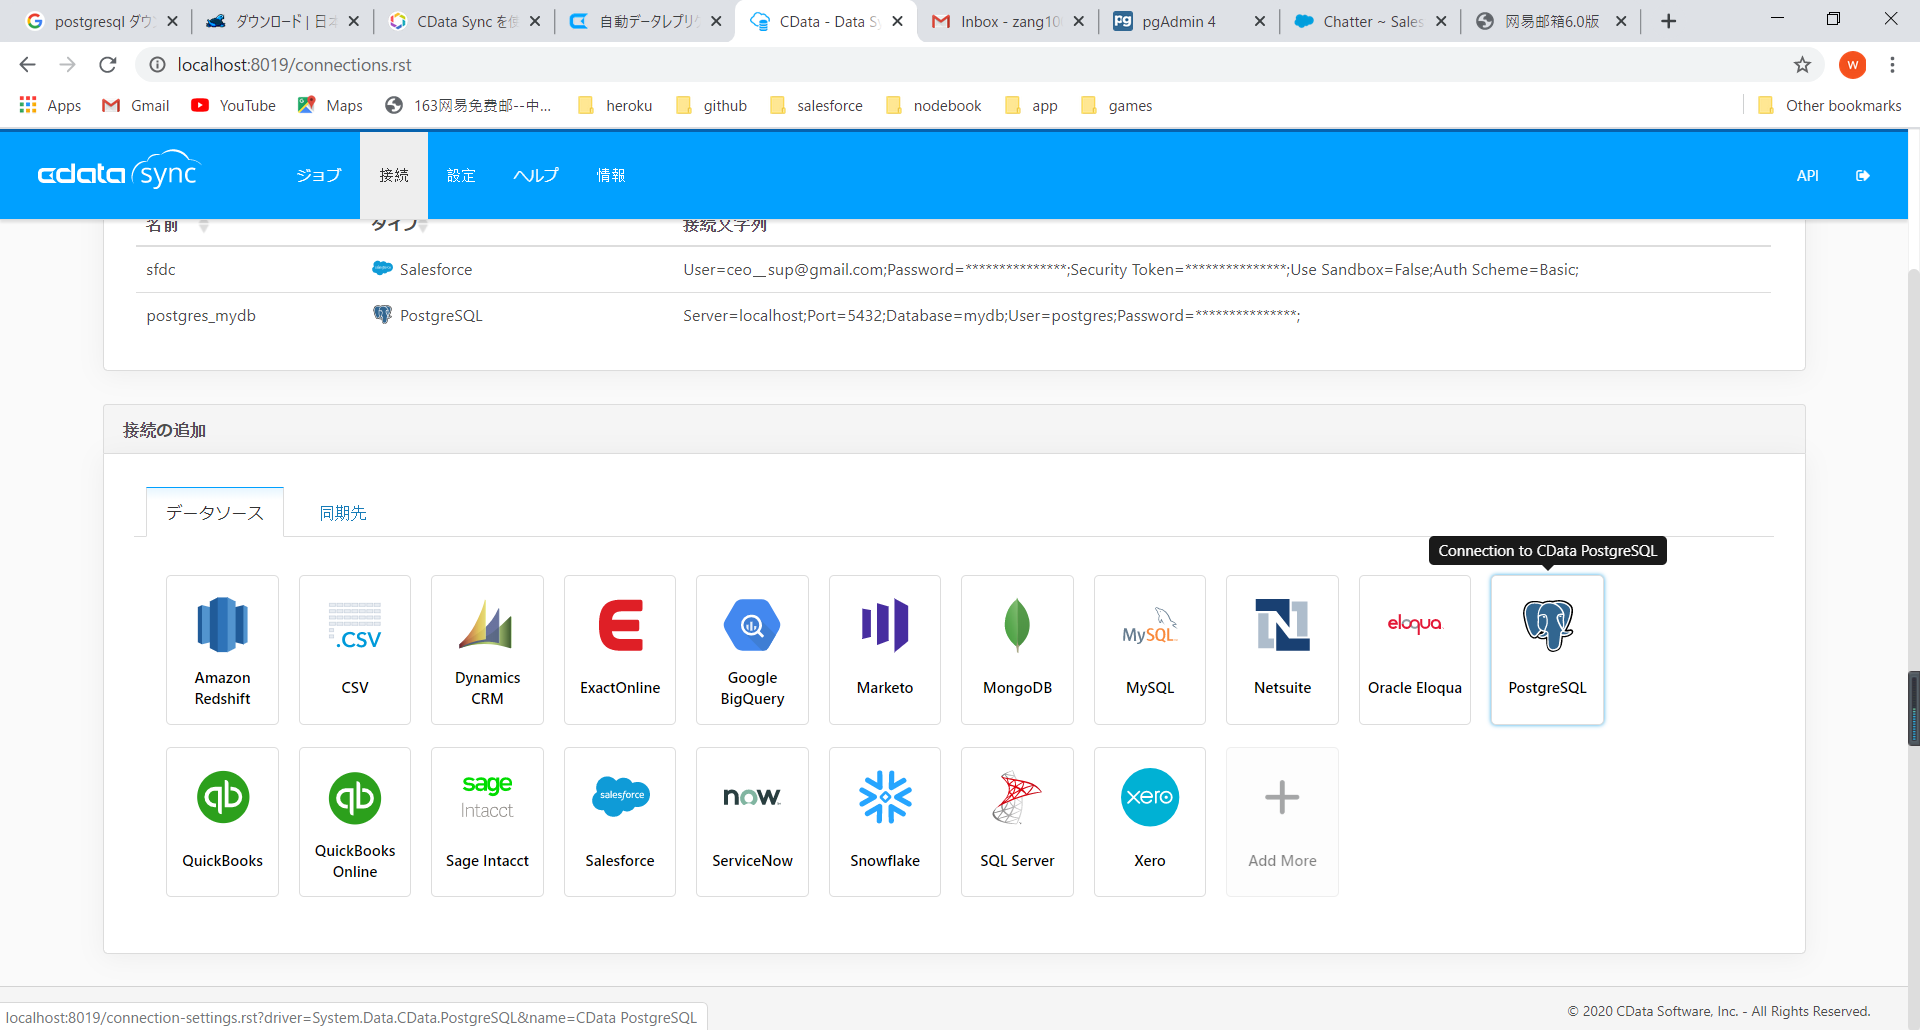 postgresql ダウ
ダウンロード | 日本
CData Sync を使
自動データレプリケ
CData - Data Sy
Inbox - zang10
pgAdmin 4
Chatter ~ Sales
网易邮箱6.0版
localhost:8019/connections.rst
W
Apps
Gmail
YouTube
Maps
163网易免费邮--中...
heroku
github
salesforce
nodebook
app
games
Other bookmarks
cdata sync
ジョブ
接続
設定
ヘルプ
情報
API
名前 タイプ 接続文字列
sfdc Salesforce User=ceo__sup@gmail.com;Password=***************;Security Token=***************;Use Sandbox=False;Auth Scheme=Basic;
postgres_mydb PostgreSQL Server=localhost;Port=5432;Database=mydb;User=postgres;Password=***************;
接続の追加
データソース
同期先
Connection to CData PostgreSQL
Amazon
Redshift
.CSV
CSV
Dynamics
CRM
ExactOnline
Google
BigQuery
Marketo
MongoDB
MySQL
MySQL
Netsuite
eloqua
Oracle Eloqua
PostgreSQL
qb
QuickBooks
qb
QuickBooks
Online
sage
Intacct
Sage Intacct
salesforce
Salesforce
now
ServiceNow
Snowflake
SQL Server
xero
Xero
Add More
© 2020 CData Software, Inc. - All Rights Reserved.
localhost:8019/connection-settings.rst?driver=System.Data.CData.PostgreSQL&name=CData PostgreSQL